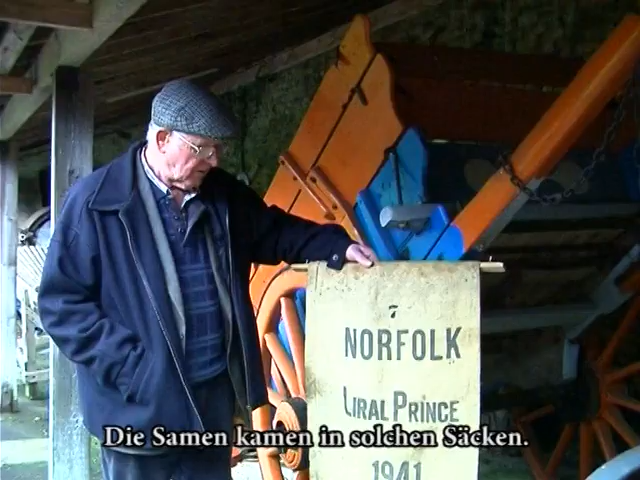 7
NORFOLK
LIRAL PRINCE
Die Samen kamen in solchen Säcken.
1941